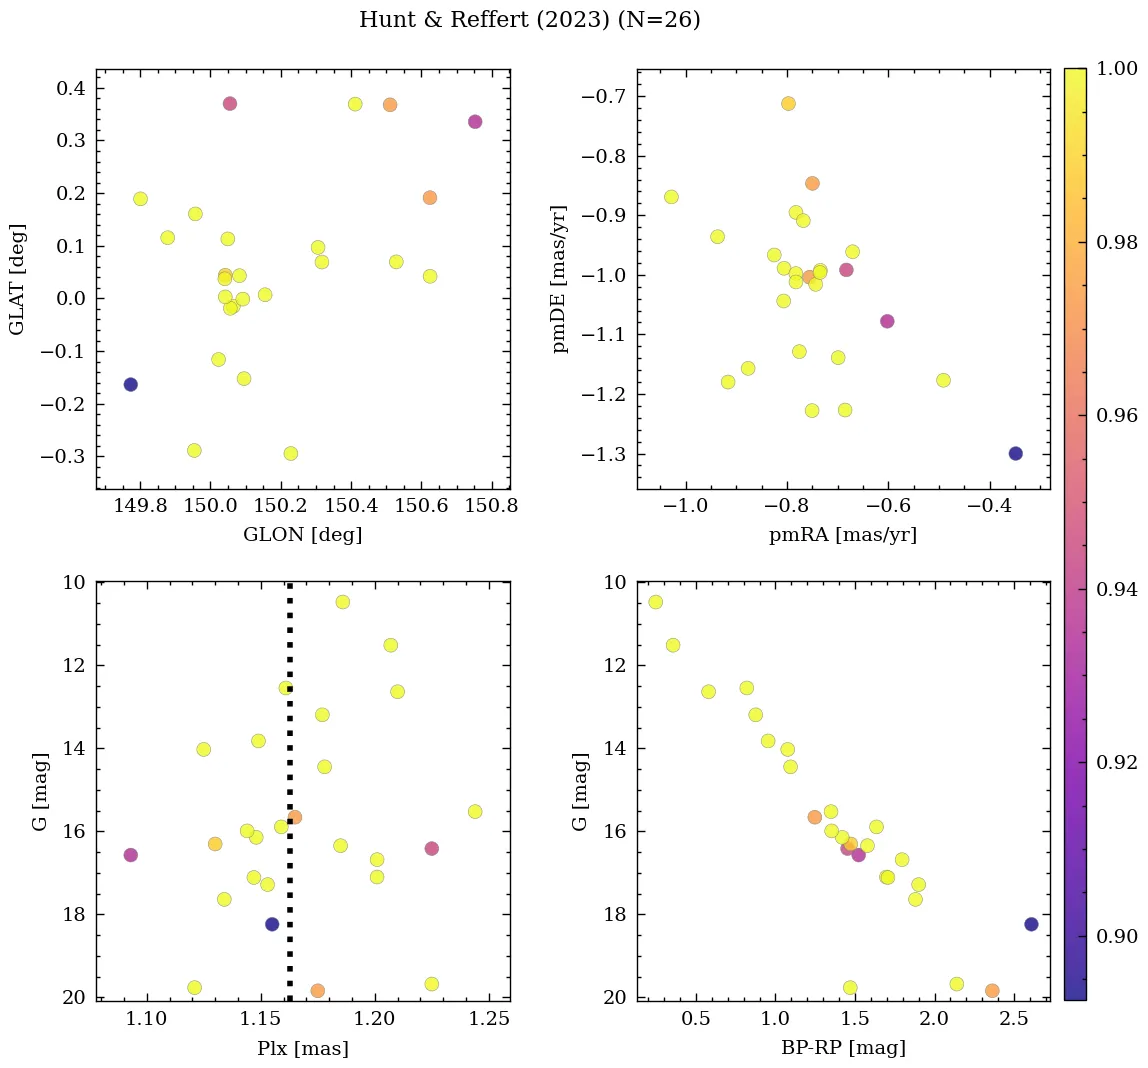 Hunt & Reffert (2023) (N=26)
0.4
0.3
0.2
0.1
0.0
−0.1
−0.2
−0.3
GLAT [deg]
149.8 150.0 150.2 150.4 150.6 150.8
GLON [deg]
−0.7
−0.8
−0.9
−1.0
−1.1
−1.2
−1.3
pmDE [mas/yr]
−1.0 −0.8 −0.6 −0.4
pmRA [mas/yr]
10
12
14
16
18
20
G [mag]
1.10 1.15 1.20 1.25
Plx [mas]
10
12
14
16
18
20
G [mag]
0.5 1.0 1.5 2.0 2.5
BP-RP [mag]
1.00
0.98
0.96
0.94
0.92
0.90